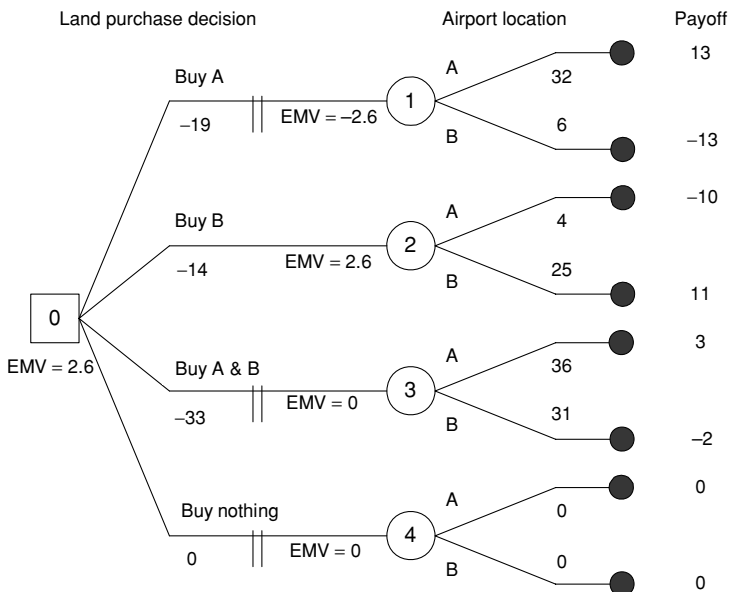 Land purchase decision Airport location Payoff
Buy A
−19
EMV = −2.6
1
A
32
13
B
6
−13
Buy B
−14
EMV = 2.6
2
A
4
−10
B
25
11
0
EMV = 2.6
Buy A & B
−33
EMV = 0
3
A
36
3
B
31
−2
Buy nothing
0
EMV = 0
4
A
0
0
B
0
0